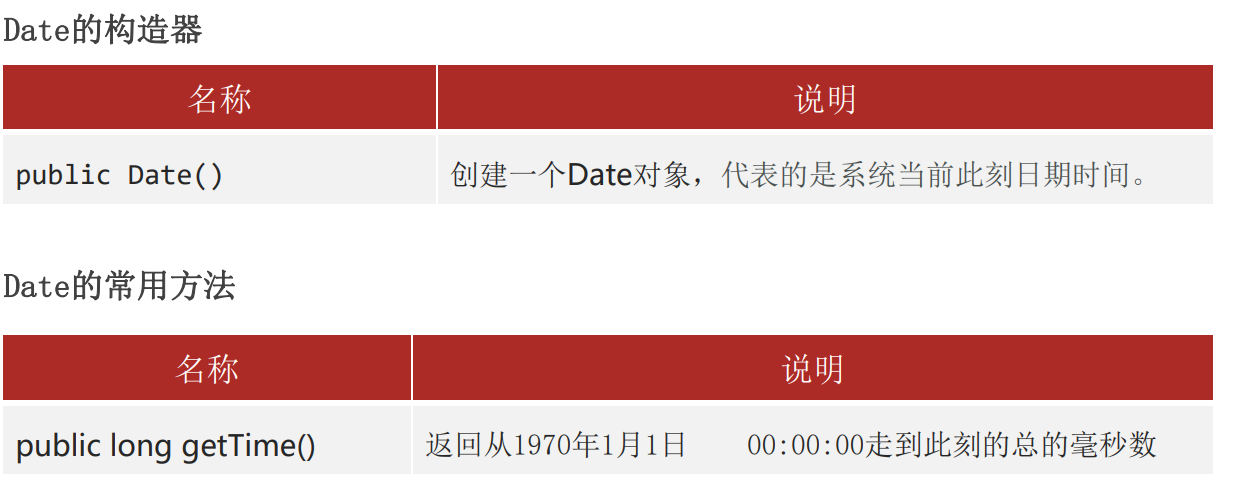 Date的构造器
名称 说明
public Date() 创建一个Date对象，代表的是系统当前此刻日期时间。
Date的常用方法
名称 说明
public long getTime() 返回从1970年1月1日 00:00:00走到此刻的总的毫秒数